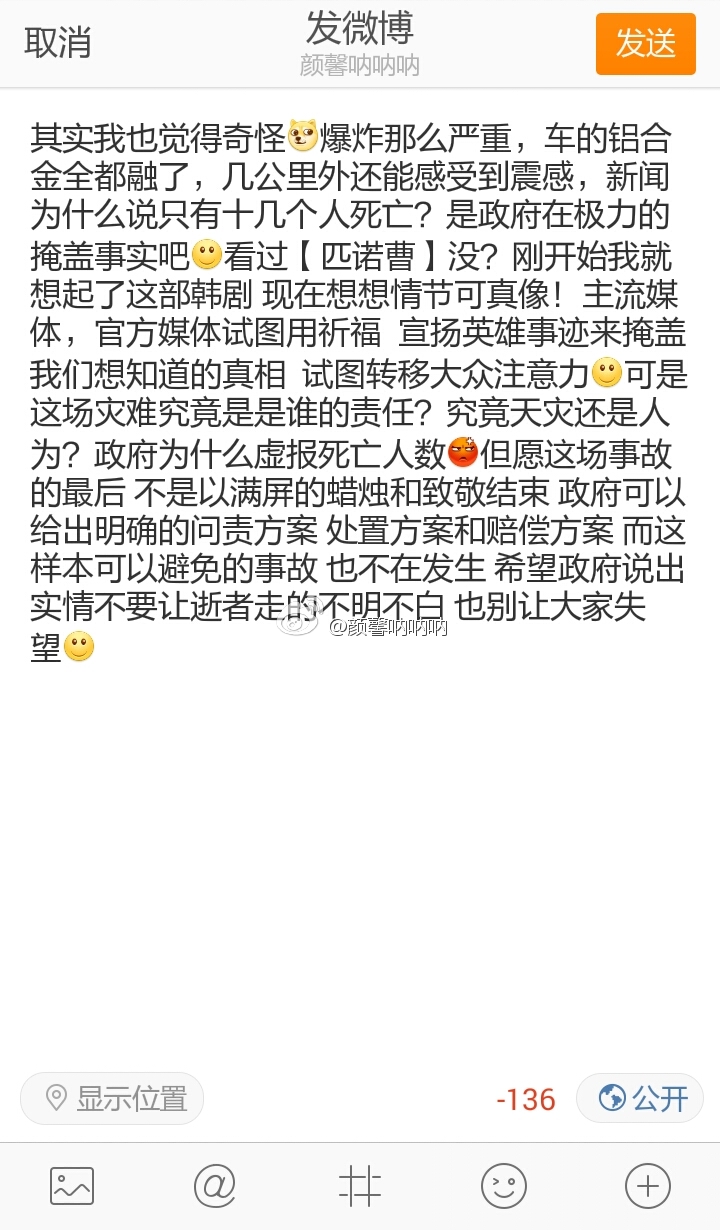 取消
发微博
颜馨呐呐呐
发送
其实我也觉得奇怪爆炸那么严重，车的铝合
金全都融了，几公里外还能感受到震感，新闻
为什么说只有十几个人死亡？是政府在极力的
掩盖事实吧看过【匹诺曹】没？刚开始我就
想起了这部韩剧 现在想想情节可真像！主流媒
体，官方媒体试图用祈福 宣扬英雄事迹来掩盖
我们想知道的真相 试图转移大众注意力可是
这场灾难究竟是是谁的责任？究竟天灾还是人
为？政府为什么虚报死亡人数但愿这场事故
的最后 不是以满屏的蜡烛和致敬结束 政府可以
给出明确的问责方案 处置方案和赔偿方案 而这
样本可以避免的事故 也不在发生 希望政府说出
实情不要让逝者走的不明不白 也别让大家失
望
@颜馨呐呐呐
显示位置
-136
公开